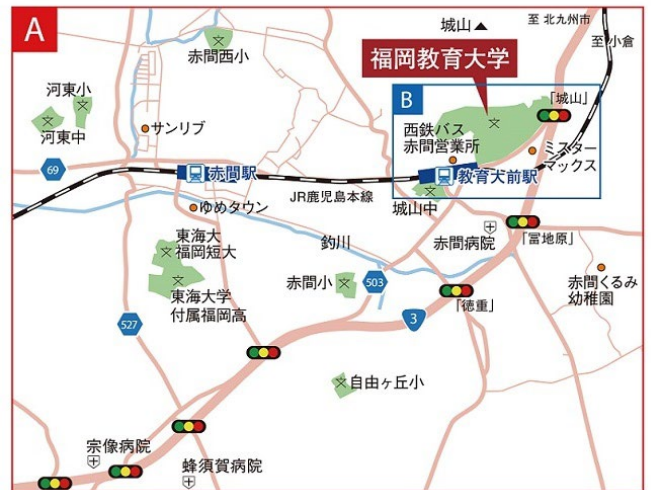 A
城山
至 北九州市
至 小倉
赤間西小
福岡教育大学
河東小
河東中
サンリブ
B
「城山」
西鉄バス
赤間営業所
ミスター
マックス
69
赤間駅
教育大前駅
JR鹿児島本線
城山中
ゆめタウン
釣川
赤間病院
「冨地原」
東海大
福岡短大
東海大学
付属福岡高
赤間小
503
赤間くるみ
幼稚園
「徳重」
527
3
自由ヶ丘小
宗像病院
蜂須賀病院